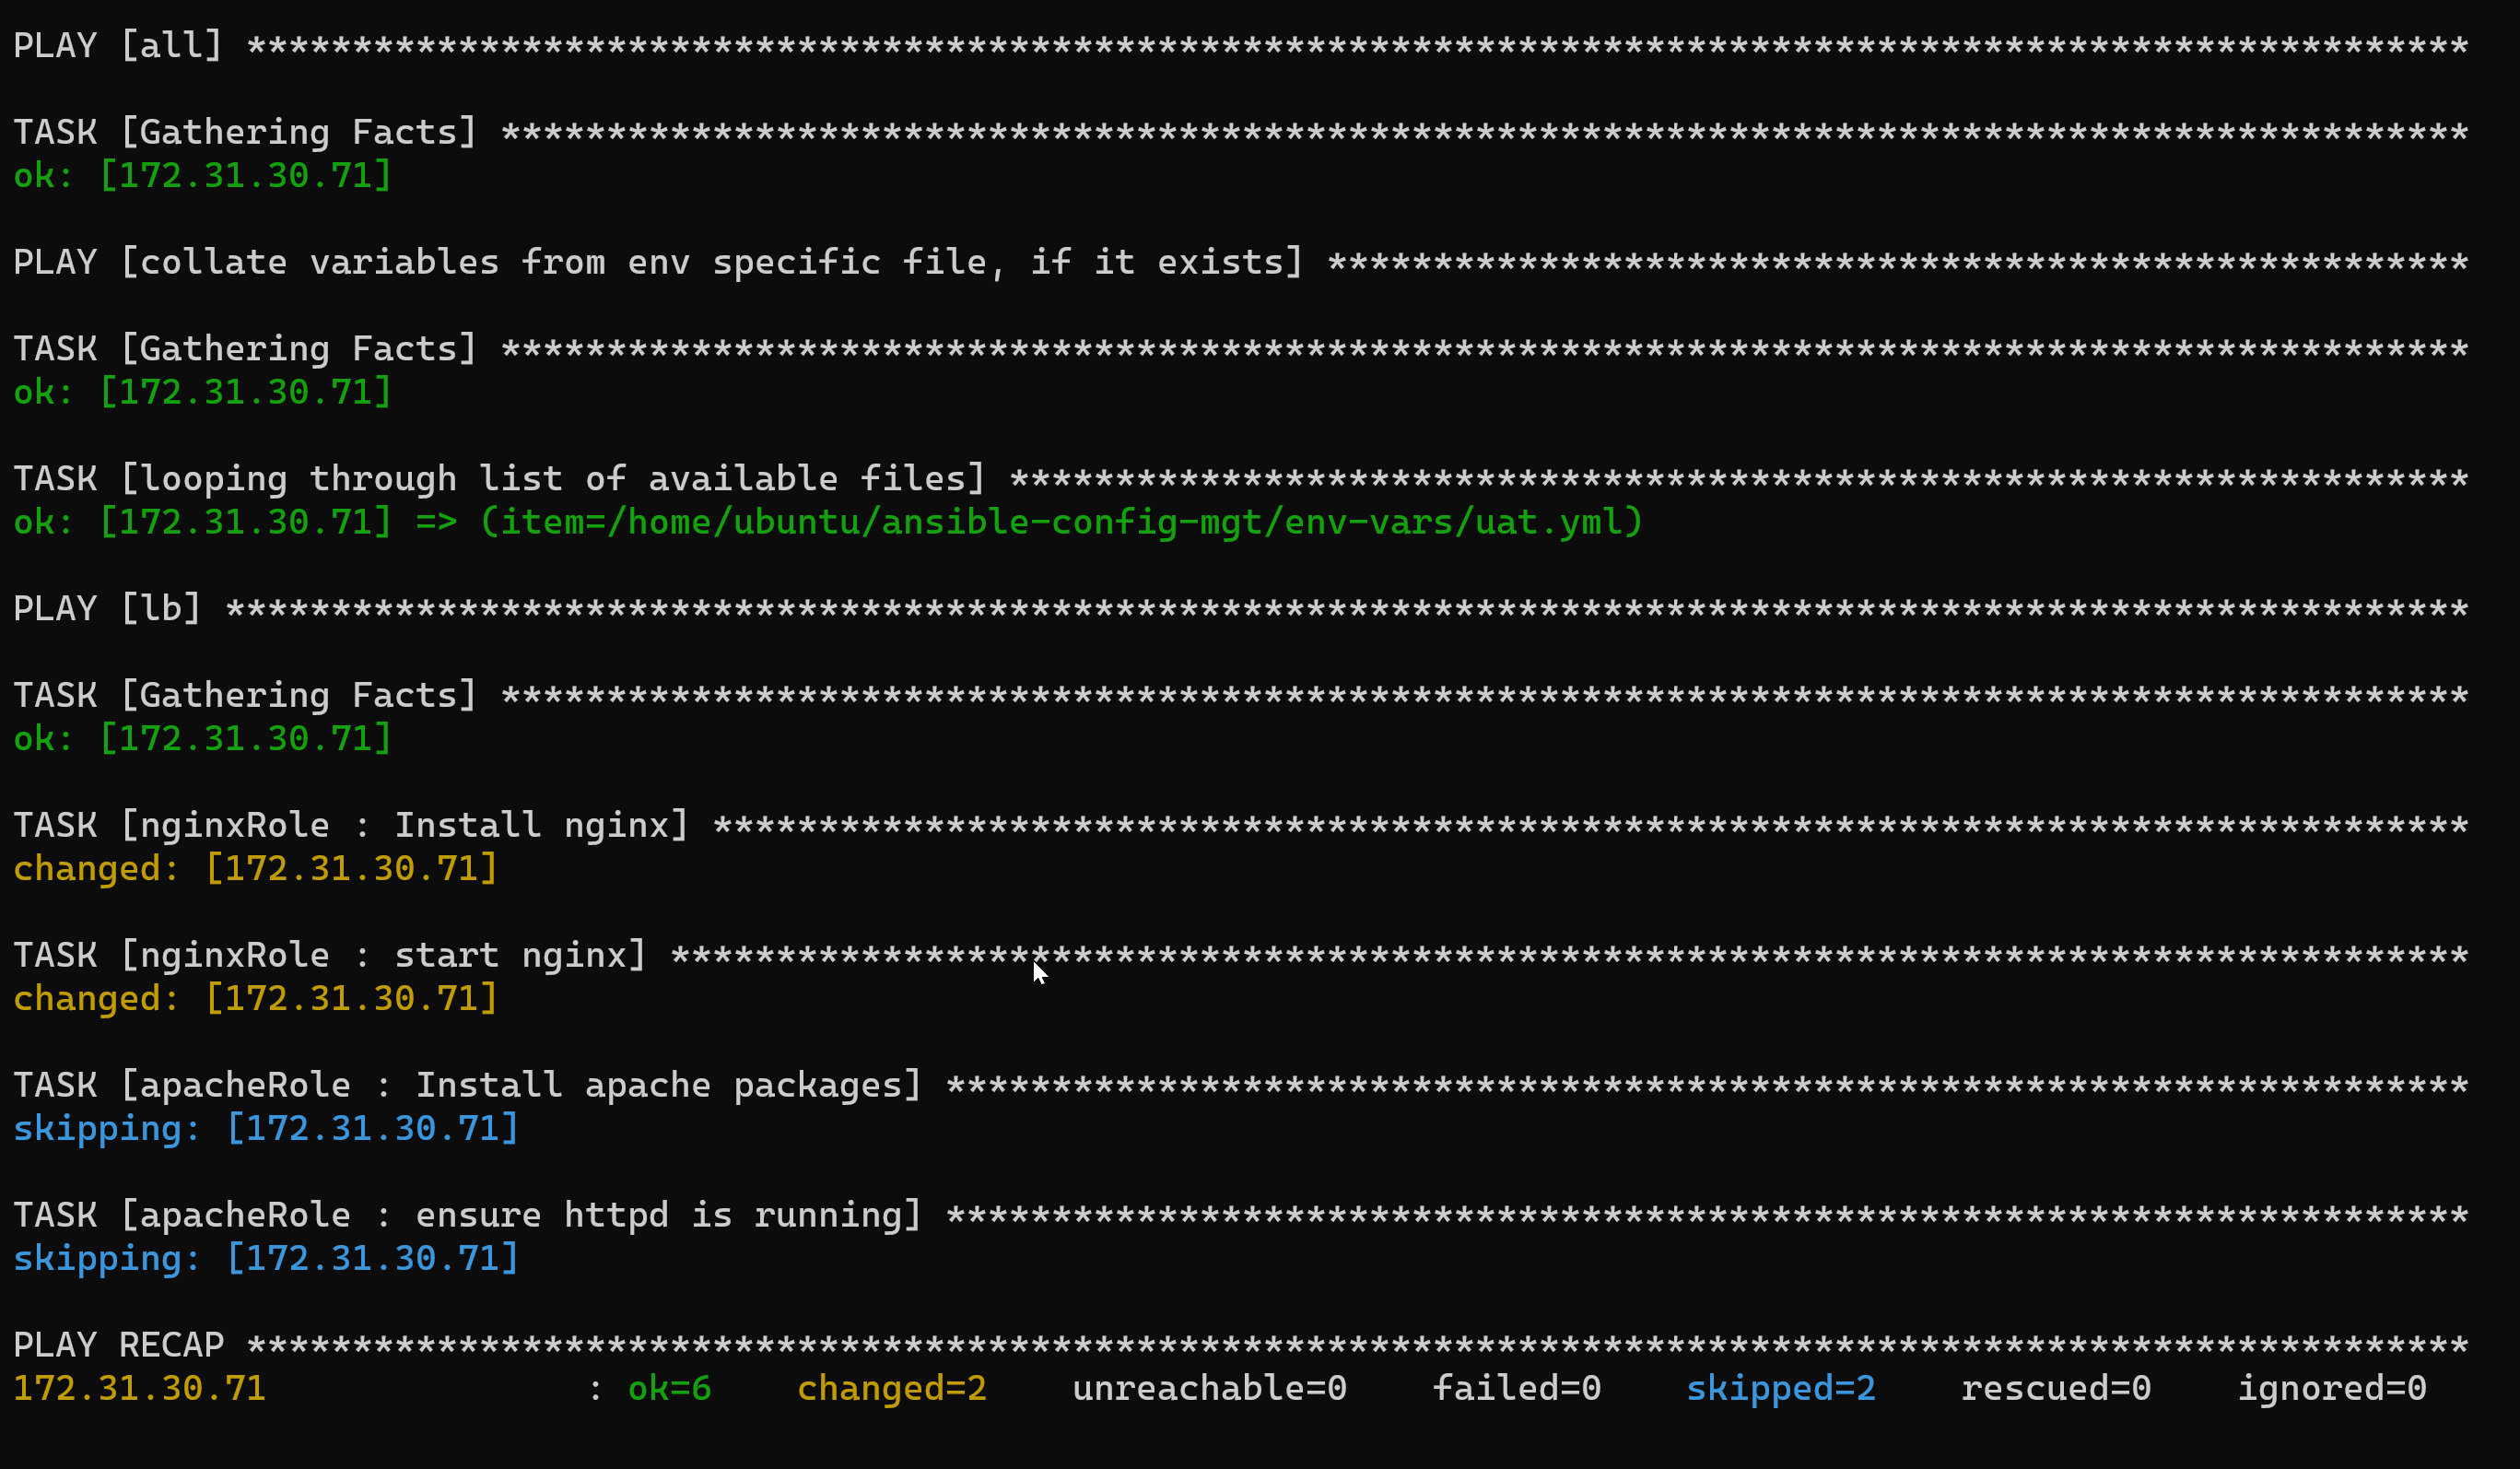 PLAY [all] *********************************************************************************************************
TASK [Gathering Facts] *********************************************************************************************
ok: [172.31.30.71]
PLAY [collate variables from env specific file, if it exists] ******************************************************
TASK [Gathering Facts] *********************************************************************************************
ok: [172.31.30.71]
TASK [looping through list of available files] *********************************************************************
ok: [172.31.30.71] => (item=/home/ubuntu/ansible-config-mgt/env-vars/uat.yml)
PLAY [lb] **********************************************************************************************************
TASK [Gathering Facts] *********************************************************************************************
ok: [172.31.30.71]
TASK [nginxRole : Install nginx] ***********************************************************************************
changed: [172.31.30.71]
TASK [nginxRole : start nginx] *************************************************************************************
changed: [172.31.30.71]
TASK [apacheRole : Install apache packages] ************************************************************************
skipping: [172.31.30.71]
TASK [apacheRole : ensure httpd is running] ************************************************************************
skipping: [172.31.30.71]
PLAY RECAP *********************************************************************************************************
172.31.30.71               : ok=6    changed=2    unreachable=0    failed=0    skipped=2    rescued=0    ignored=0